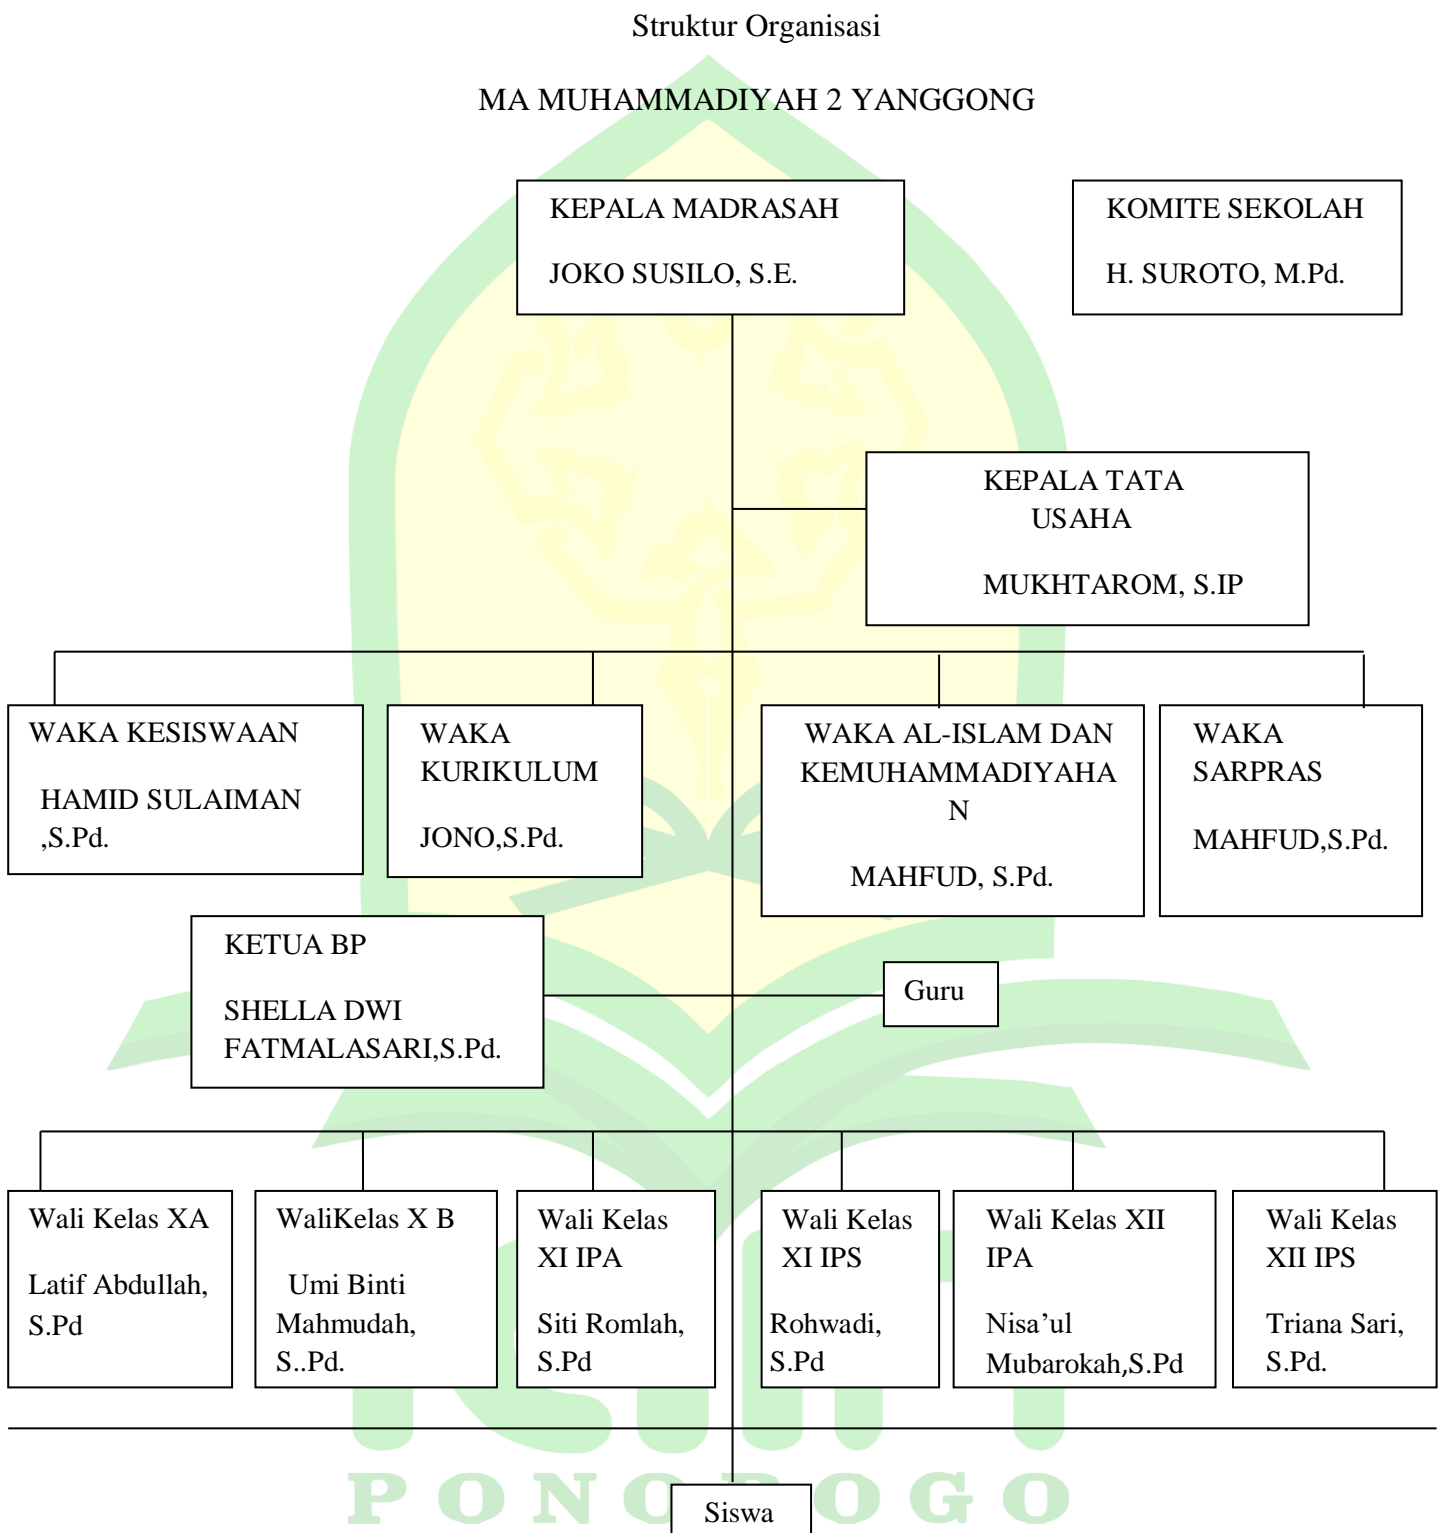 Struktur Organisasi
MA MUHAMMADIYAH 2 YANGGONG
KEPALA MADRASAH
JOKO SUSILO, S.E.
KOMITE SEKOLAH
H. SUROTO, M.Pd.
KEPALA TATA
USAHA
MUKHTAROM, S.IP
WAKA KESISWAAN
HAMID SULAIMAN
,S.Pd.
WAKA
KURIKULUM
JONO,S.Pd.
WAKA AL-ISLAM DAN
KEMUHAMMADIYAHA
N
MAHFUD, S.Pd.
WAKA
SARPRAS
MAHFUD,S.Pd.
KETUA BP
SHELLA DWI
FATMALASARI,S.Pd.
Guru
Wali Kelas XA
Latif Abdullah,
S.Pd
WaliKelas X B
Umi Binti
Mahmudah,
S..Pd.
Wali Kelas
XI IPA
Siti Romlah,
S.Pd
Wali Kelas
XI IPS
Rohwadi,
S.Pd
Wali Kelas XII
IPA
Nisa’ul
Mubarokah,S.Pd
Wali Kelas
XII IPS
Triana Sari,
S.Pd.
PONOROGO
Siswa